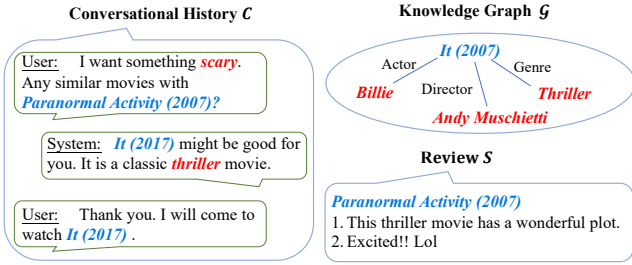 Conversational History C
User: I want something scary.
Any similar movies with
Paranormal Activity (2007)?
System: It (2017) might be good for
you. It is a classic thriller movie.
User: Thank you. I will come to
watch It (2017) .
Knowledge Graph G
It (2007)
Actor
Genre
Director
Billie
Thriller
Andy Muschietti
Review S
Paranormal Activity (2007)
1. This thriller movie has a wonderful plot.
2. Excited!! Lol